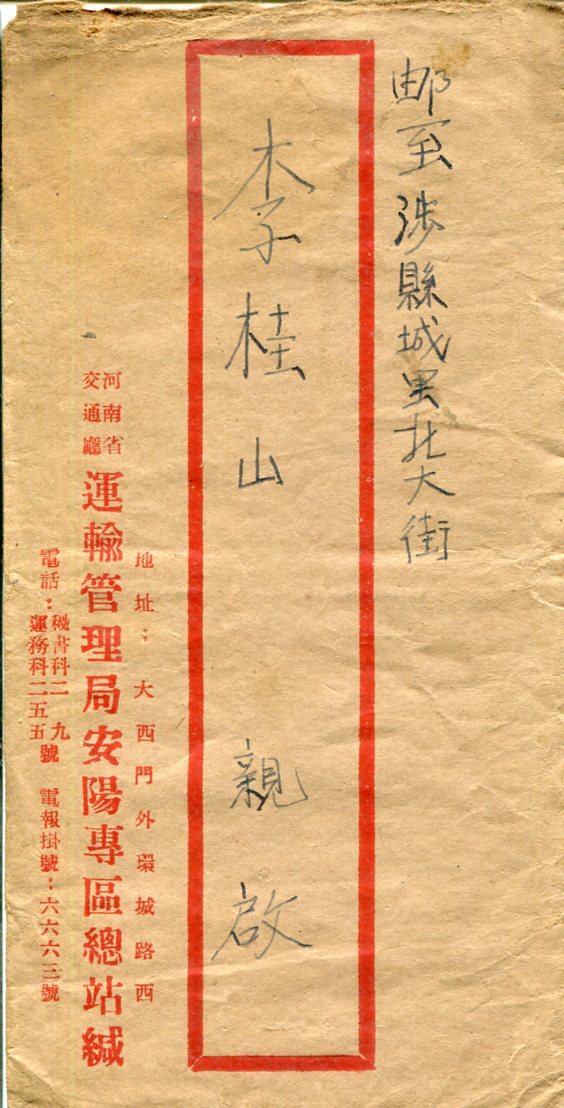 邮至涉縣城里北大街
李桂山 親啟
地址：大西門外環城路西
河南省
交通廳
運輸管理局安陽專區總站緘
電話：
秘書科二一九
運務科二五五號
電報掛號：六六六三號